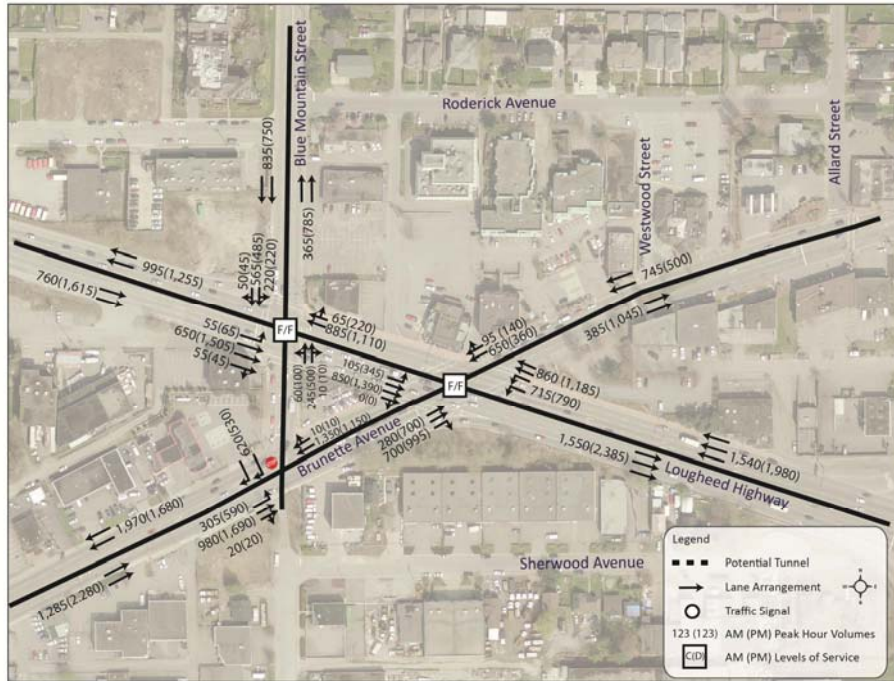 Roderick Avenue
Blue Mountain Street
Allard Street
Westwood Street
835(750)
365(785)
995(1,255)
760(1,615)
50(45)
565(485)
220(220)
745(500)
385(1,045)
F/F
55(65)
650(1,505)
55(45)
65(220)
885(1,110)
95 (140)
650(360)
60(100)
245(500)
10 (10)
105(345)
850(1,390)
0(0)
F/F
860 (1,185)
715(790)
620(530)
10(10)
1,350(1,150)
Brunette Avenue
280(700)
700(995)
1,550(2,385)
1,540(1,980)
Lougheed Highway
1,970(1,680)
305(590)
980(1,690)
20(20)
1,285(2,280)
Sherwood Avenue
Legend
Potential Tunnel
Lane Arrangement
Traffic Signal
123 (123) AM (PM) Peak Hour Volumes
C(D) AM (PM) Levels of Service